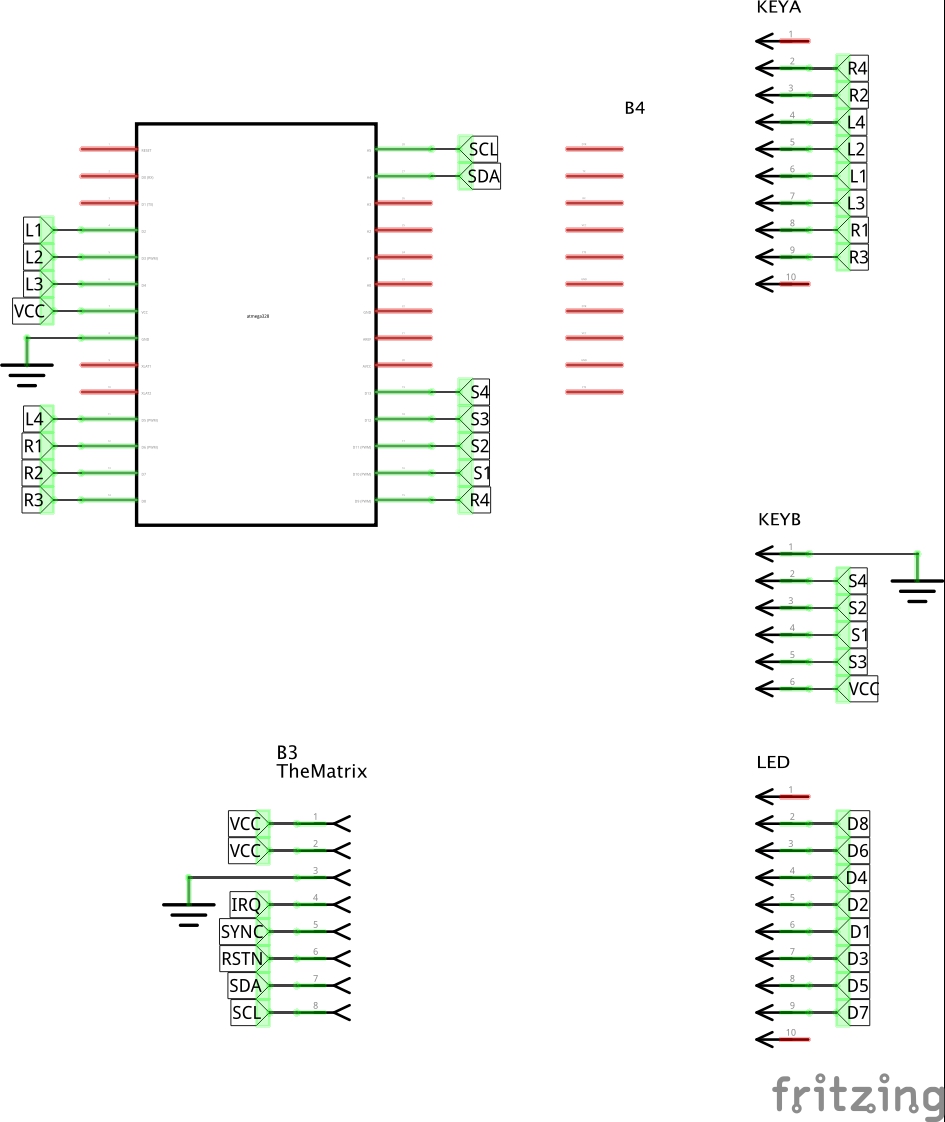 KEYA
1
2 R4
3 R2
4 L4
5 L2
6 L1
7 L3
8 R1
9 R3
10
B4
SCL
SDA
L1
L2
L3
VCC
atmega328
S4
L4 S3
R1 S2
R2 S1
R3 R4
KEYB
1
2 S4
3 S2
4 S1
5 S3
6 VCC
B3
TheMatrix
VCC 1
VCC 2
3
IRQ 4
SYNC 5
RSTN 6
SDA 7
SCL 8
LED
1
2 D8
3 D6
4 D4
5 D2
6 D1
7 D3
8 D5
9 D7
10
fritzing